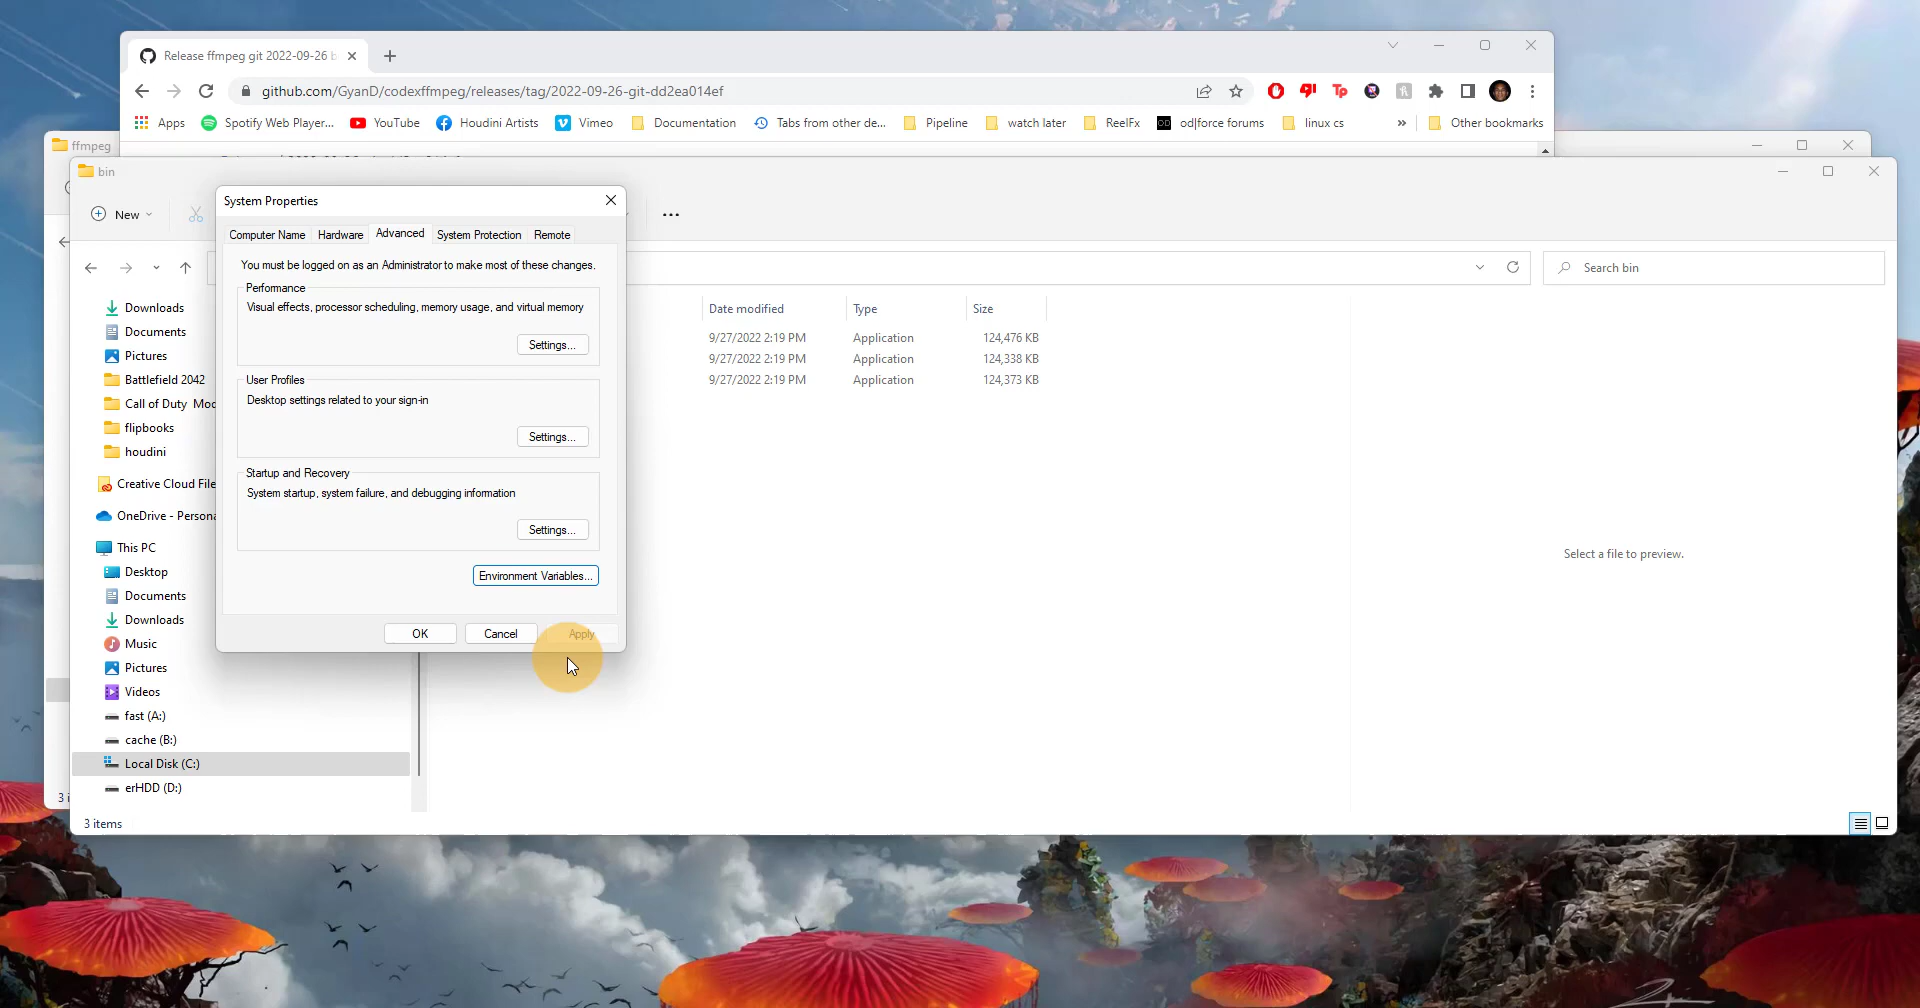 Release ffmpeg git 2022-09-26 b
github.com/GyanD/codexffmpeg/releases/tag/2022-09-26-git-dd2ea014ef
Apps Spotify Web Player... YouTube Houdini Artists Vimeo Documentation Tabs from other de... Pipeline watch later ReelFx od|force forums linux cs » Other bookmarks
ffmpeg
bin
System Properties
New
Computer Name Hardware Advanced System Protection Remote
You must be logged on as an Administrator to make most of these changes.
Search bin
Performance
Visual effects, processor scheduling, memory usage, and virtual memory
Settings...
User Profiles
Desktop settings related to your sign-in
Settings...
Startup and Recovery
System startup, system failure, and debugging information
Settings...
Environment Variables...
OK Cancel Apply
Date modified Type Size
9/27/2022 2:19 PM Application 124,476 KB
9/27/2022 2:19 PM Application 124,338 KB
9/27/2022 2:19 PM Application 124,373 KB
Select a file to preview.
Downloads
Documents
Pictures
Battlefield 2042
Call of Duty Mod
flipbooks
houdini
Creative Cloud File
OneDrive - Persona
This PC
Desktop
Documents
Downloads
Music
Pictures
Videos
fast (A:)
cache (B:)
Local Disk (C:)
erHDD (D:)
3 i
3 items